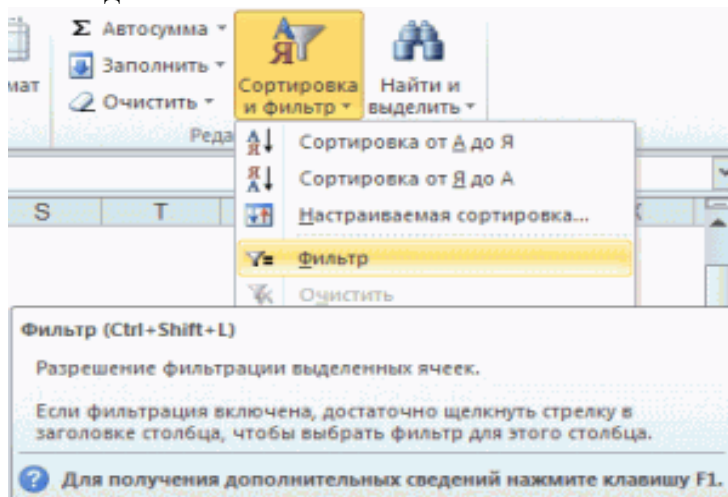 Σ Автосумма
Заполнить
Очистить
мат
Сортировка
и фильтр
Найти и
выделить
Реда
Сортировка от А до Я
Сортировка от Я до А
Настраиваемая сортировка...
S T
Фильтр
Очистить
Фильтр (Ctrl+Shift+L)
Разрешение фильтрации выделенных ячеек.
Если фильтрация включена, достаточно щелкнуть стрелку в
заголовке столбца, чтобы выбрать фильтр для этого столбца.
Для получения дополнительных сведений нажмите клавишу F1.